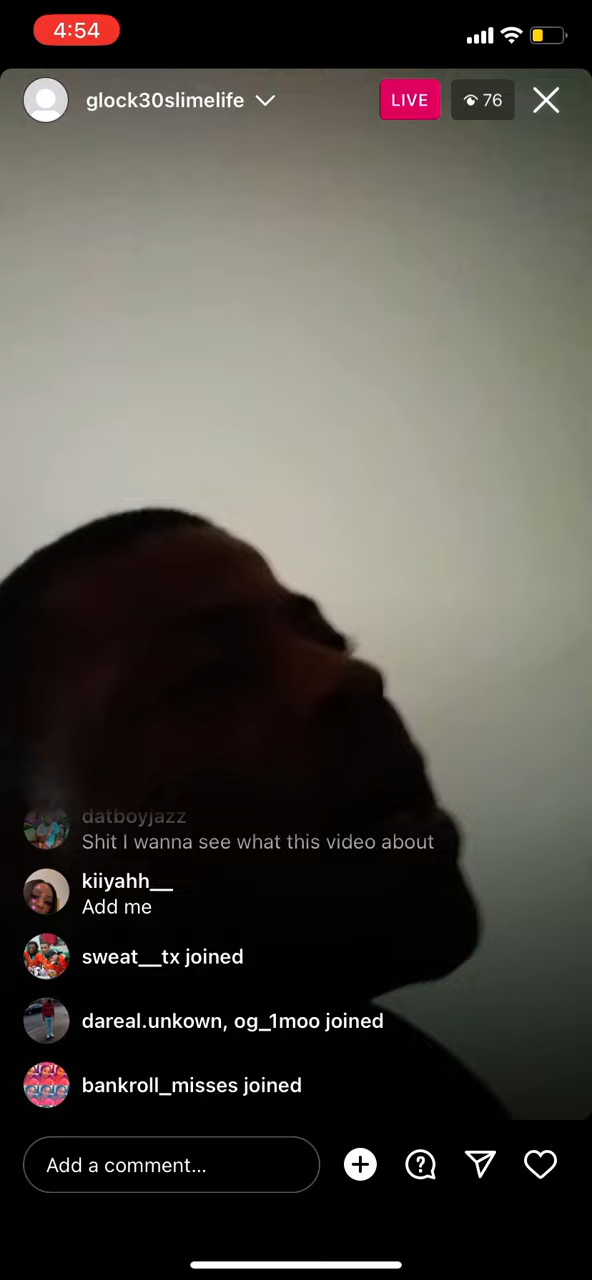 4:54
glock30slimelife
LIVE
76
datboyjazz
Shit I wanna see what this video about
kiiyahh__
Add me
sweat__tx joined
dareal.unkown, og_1moo joined
bankroll_misses joined
Add a comment...